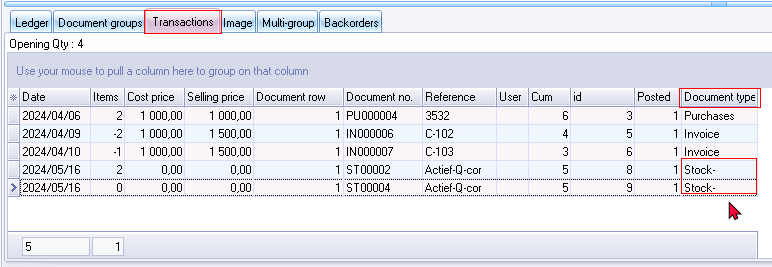 Ledger Document groups Transactions Image Multi-group Backorders
Opening Qty : 4
Use your mouse to pull a column here to group on that column
Date Items Cost price Selling price Document row Document no. Reference User Cum id Posted Document type
2024/04/06 2 1 000,00 1 000,00 1 PU000004 3532 6 3 1 Purchases
2024/04/09 -2 1 000,00 1 500,00 1 IN000006 C-102 4 5 1 Invoice
2024/04/10 -1 1 000,00 1 500,00 1 IN000007 C-103 3 6 1 Invoice
2024/05/16 2 0,00 0,00 1 ST00002 Actief-Q-cor 5 8 1 Stock-
2024/05/16 0 0,00 0,00 1 ST00004 Actief-Q-cor 5 9 1 Stock-
5 1